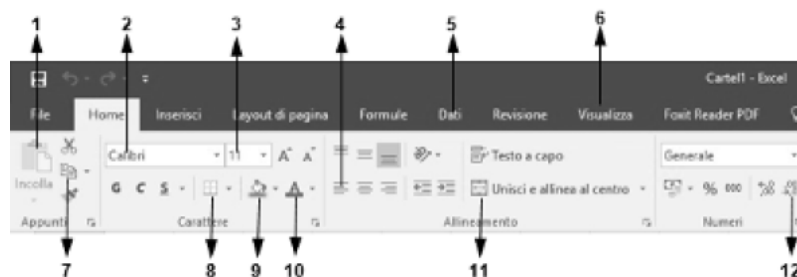 1 2 3 4 5 6
Cartel1 - Excel
File Home Inserisci Layout di pagina Formule Dati Revisione Visualizza Foxit Reader PDF
Calibri 11 A A Testo a capo Generale
Incolla G C S A Unisci e allinea al centro % 000
Appunti Carattere Allineamento Numeri
7 8 9 10 11 12